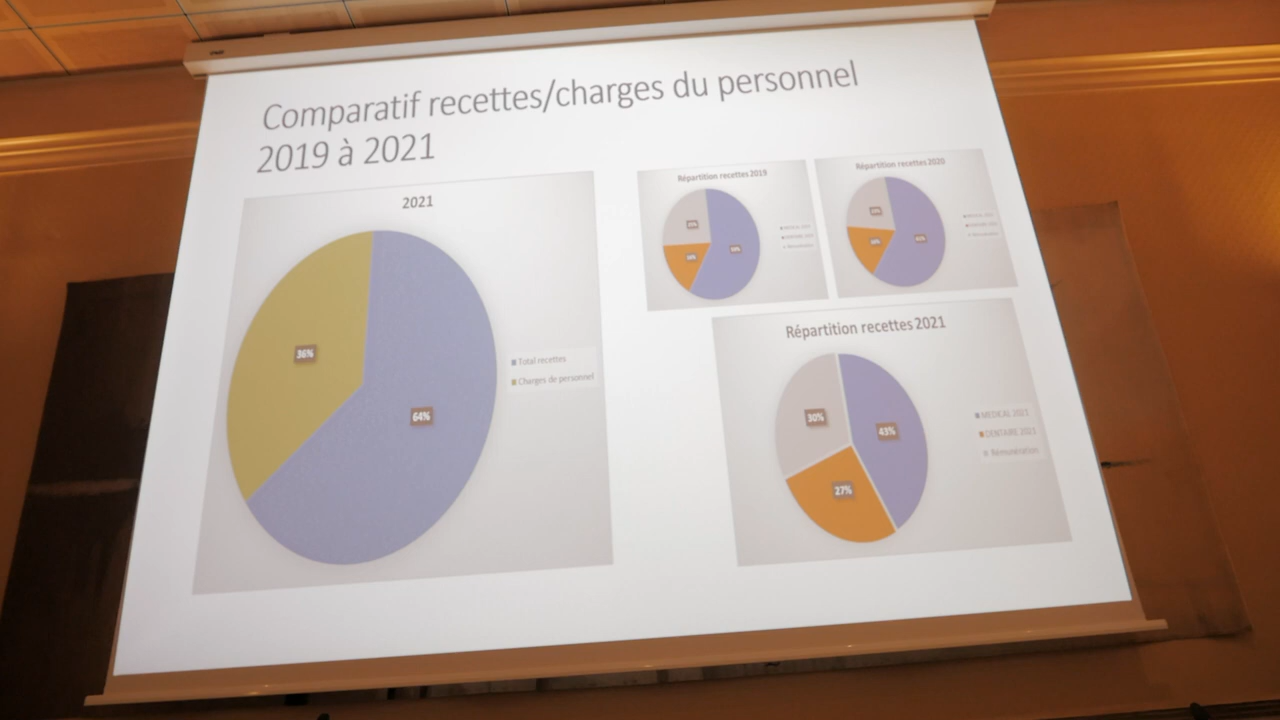 Comparatif recettes/charges du personnel
2019 à 2021
2021
36%
64%
Total recettes
Charges de personnel
Répartition recettes 2019
Répartition recettes 2020
Répartition recettes 2021
30%
43%
27%
MEDICAL 2021
DENTAIRE 2021
Rémunération